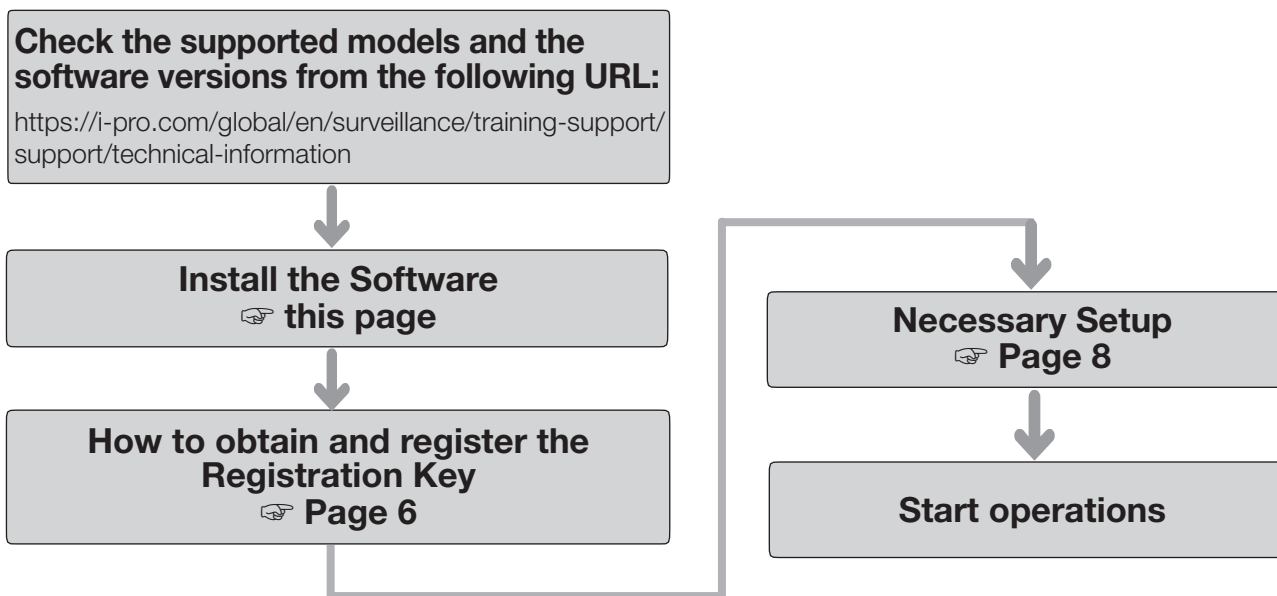 Check the supported models and the
software versions from the following URL:
https://i-pro.com/global/en/surveillance/training-support/
support/technical-information
Install the Software
☞ this page
How to obtain and register the
Registration Key
☞ Page 6
Necessary Setup
☞ Page 8
Start operations